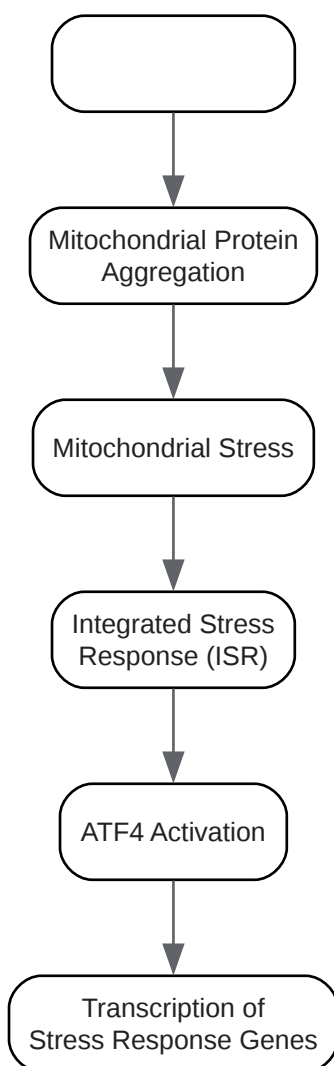 Mitochondrial Protein
Aggregation
Mitochondrial Stress
Integrated Stress
Response (ISR)
ATF4 Activation
Transcription of
Stress Response Genes